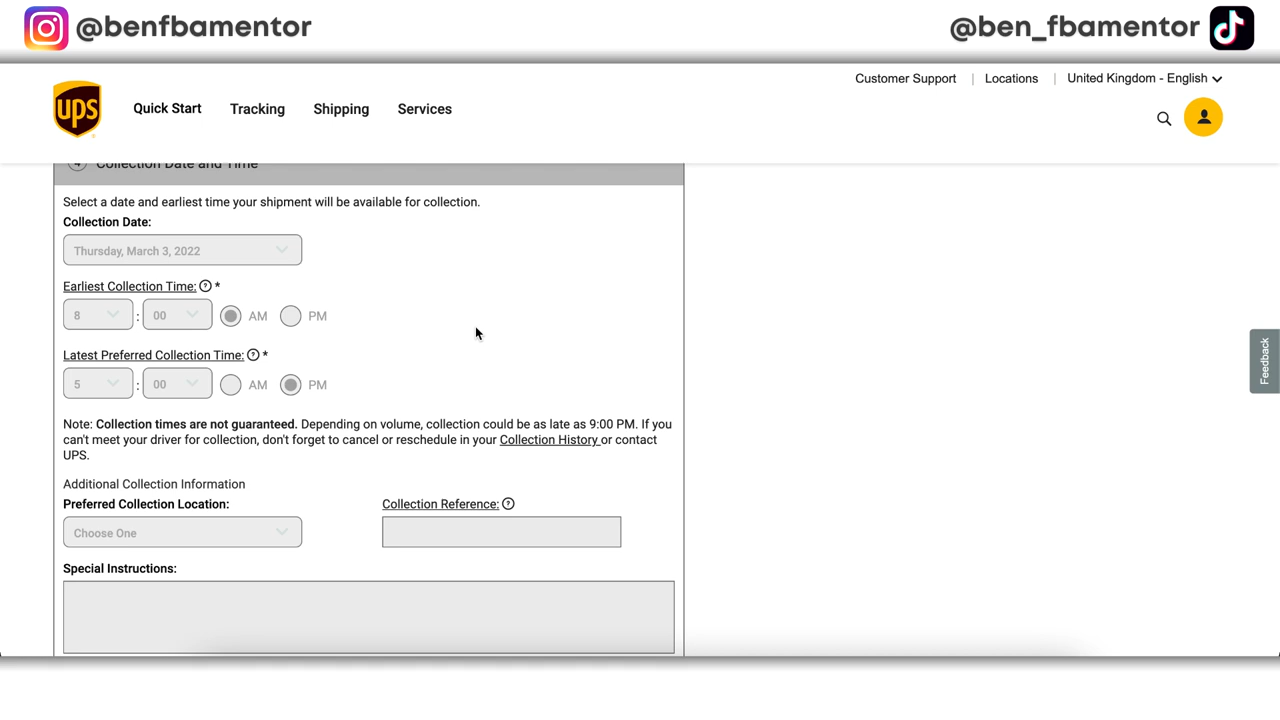 @benfbamentor
@ben_fbamentor
Customer Support | Locations | United Kingdom - English
ups
Quick Start Tracking Shipping Services
4 Collection Date and Time
Select a date and earliest time your shipment will be available for collection.
Collection Date:
Thursday, March 3, 2022
Earliest Collection Time: ? *
8 : 00 AM PM
Latest Preferred Collection Time: ? *
5 : 00 AM PM
Note: Collection times are not guaranteed. Depending on volume, collection could be as late as 9:00 PM. If you
can't meet your driver for collection, don't forget to cancel or reschedule in your Collection History or contact
UPS.
Additional Collection Information
Preferred Collection Location:
Collection Reference: ?
Choose One
Special Instructions:
Feedback